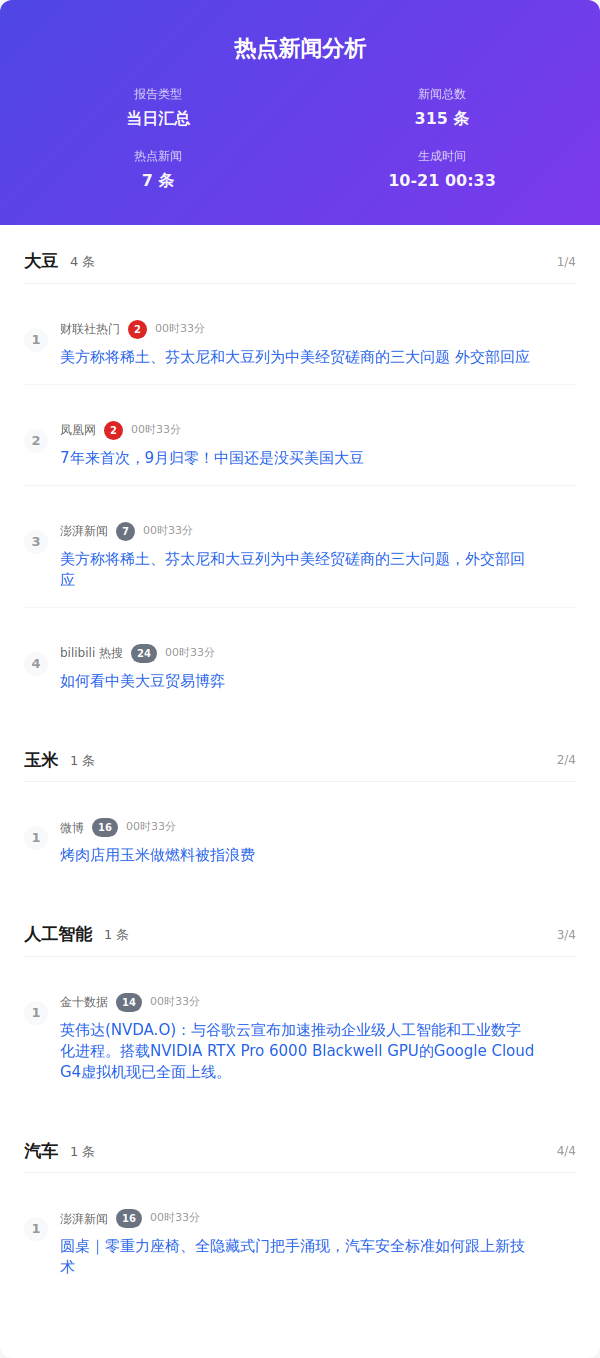 热点新闻分析
报告类型
新闻总数
当日汇总
315 条
热点新闻
生成时间
7 条
10-21 00:33
大豆 4 条 1/4
1 财联社热门 2 00时33分
美方称将稀土、芬太尼和大豆列为中美经贸磋商的三大问题 外交部回应
2 凤凰网 2 00时33分
7年来首次，9月归零！中国还是没买美国大豆
3 澎湃新闻 7 00时33分
美方称将稀土、芬太尼和大豆列为中美经贸磋商的三大问题，外交部回
应
4 bilibili 热搜 24 00时33分
如何看中美大豆贸易博弈
玉米 1 条 2/4
1 微博 16 00时33分
烤肉店用玉米做燃料被指浪费
人工智能 1 条 3/4
1 金十数据 14 00时33分
英伟达(NVDA.O)：与谷歌云宣布加速推动企业级人工智能和工业数字
化进程。搭载NVIDIA RTX Pro 6000 Blackwell GPU的Google Cloud
G4虚拟机现已全面上线。
汽车 1 条 4/4
1 澎湃新闻 16 00时33分
圆桌｜零重力座椅、全隐藏式门把手涌现，汽车安全标准如何跟上新技
术